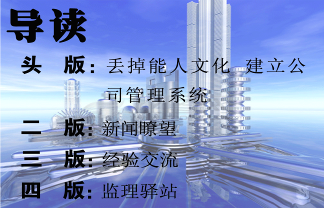 导读
头 版: 丢掉能人文化 建立公
司管理系统
二 版: 新闻瞭望
三 版: 经验交流
四 版: 监理驿站